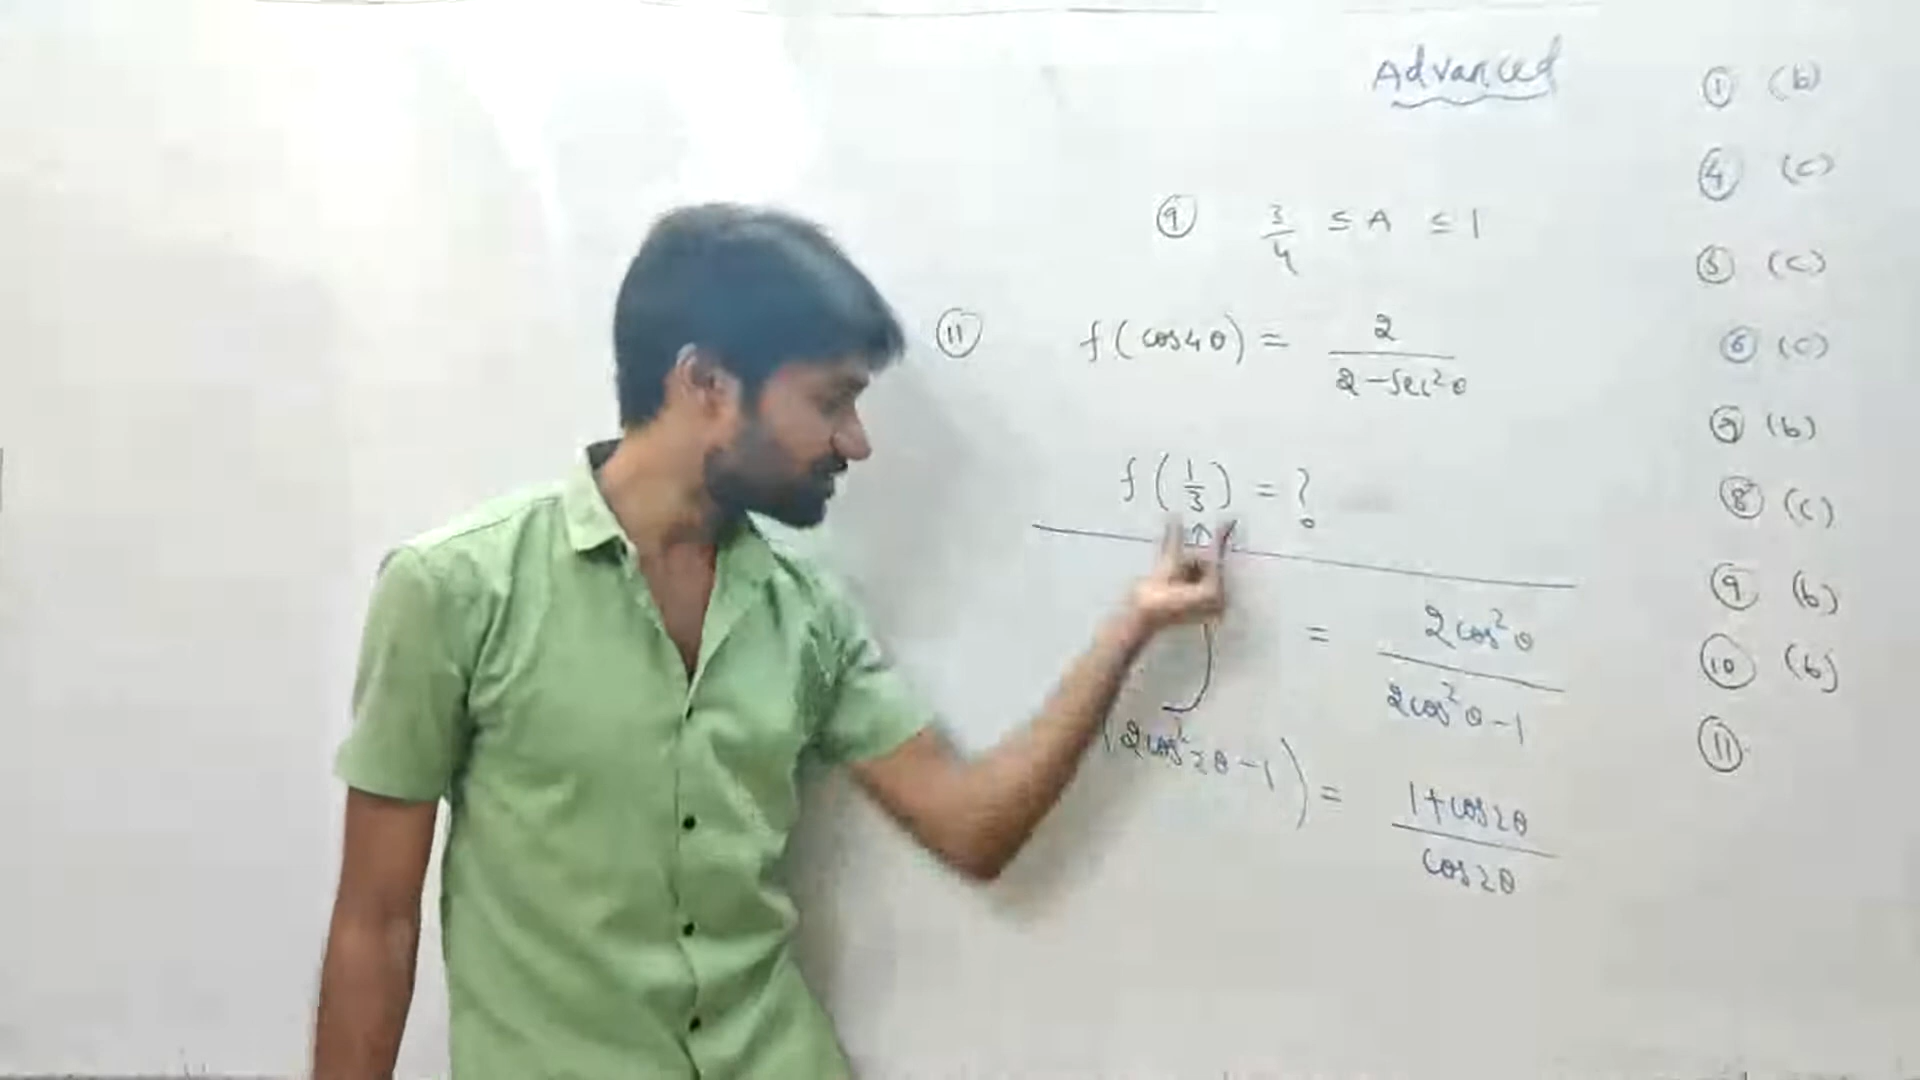 Advanced
⑨ 3/4 ≤ A ≤ 1
⑪ f(cos4θ) = 2/(2-sec²θ)
f(1/3) = ?
= 2cos²θ/(2cos²θ-1)
(2cos²2θ-1) = (1+cos2θ)/cos2θ
① (b)
④ (c)
⑤ (c)
⑥ (c)
(b)
⑧ (c)
⑨ (b)
⑩ (b)
⑪